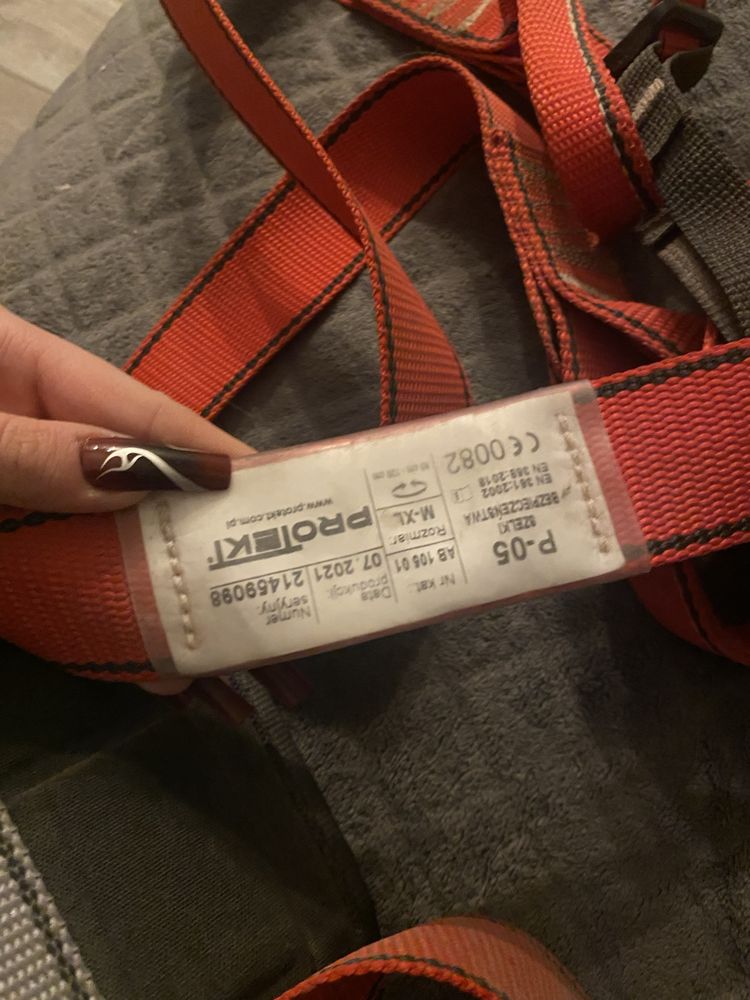 P-05
SZELKI
BEZPIECZEŃSTWA
EN 361:2002
EN 358:2018
CE 0082
Nr kat.:
AB 105 01
Rozmiar:
M-XL
Data
produkcji:
07.2021
Numer
seryjny:
21459098
PROTEKT
www.protekt.com.pl